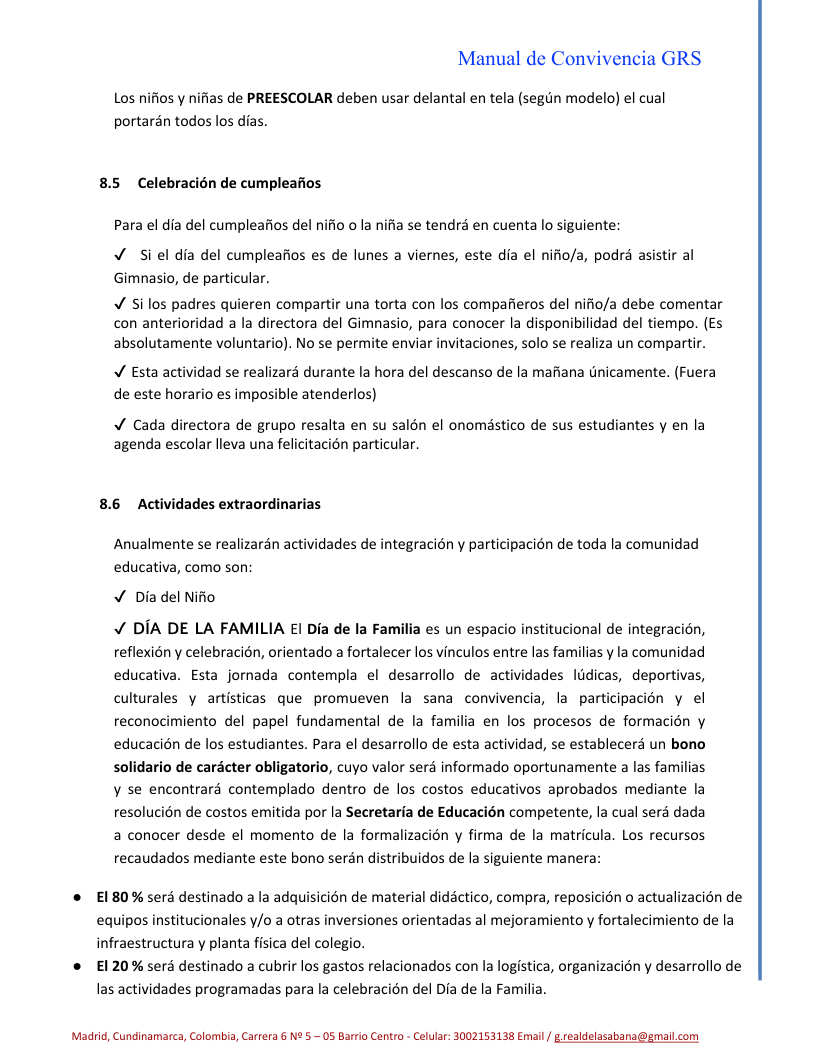 Manual de Convivencia GRS
Los niños y niñas de PREESCOLAR deben usar delantal en tela (según modelo) el cual
portarán todos los días.
8.5 Celebración de cumpleaños
Para el día del cumpleaños del niño o la niña se tendrá en cuenta lo siguiente:
✓ Si el día del cumpleaños es de lunes a viernes, este día el niño/a, podrá asistir al
Gimnasio, de particular.
✓ Si los padres quieren compartir una torta con los compañeros del niño/a debe comentar
con anterioridad a la directora del Gimnasio, para conocer la disponibilidad del tiempo. (Es
absolutamente voluntario). No se permite enviar invitaciones, solo se realiza un compartir.
✓ Esta actividad se realizará durante la hora del descanso de la mañana únicamente. (Fuera
de este horario es imposible atenderlos)
✓ Cada directora de grupo resalta en su salón el onomástico de sus estudiantes y en la
agenda escolar lleva una felicitación particular.
8.6 Actividades extraordinarias
Anualmente se realizarán actividades de integración y participación de toda la comunidad
educativa, como son:
✓ Día del Niño
✓ DÍA DE LA FAMILIA El Día de la Familia es un espacio institucional de integración,
reflexión y celebración, orientado a fortalecer los vínculos entre las familias y la comunidad
educativa. Esta jornada contempla el desarrollo de actividades lúdicas, deportivas,
culturales y artísticas que promueven la sana convivencia, la participación y el
reconocimiento del papel fundamental de la familia en los procesos de formación y
educación de los estudiantes. Para el desarrollo de esta actividad, se establecerá un bono
solidario de carácter obligatorio, cuyo valor será informado oportunamente a las familias
y se encontrará contemplado dentro de los costos educativos aprobados mediante la
resolución de costos emitida por la Secretaría de Educación competente, la cual será dada
a conocer desde el momento de la formalización y firma de la matrícula. Los recursos
recaudados mediante este bono serán distribuidos de la siguiente manera:
● El 80 % será destinado a la adquisición de material didáctico, compra, reposición o actualización de
equipos institucionales y/o a otras inversiones orientadas al mejoramiento y fortalecimiento de la
infraestructura y planta física del colegio.
● El 20 % será destinado a cubrir los gastos relacionados con la logística, organización y desarrollo de
las actividades programadas para la celebración del Día de la Familia.
Madrid, Cundinamarca, Colombia, Carrera 6 Nº 5 – 05 Barrio Centro - Celular: 3002153138 Email / g.realdelasabana@gmail.com